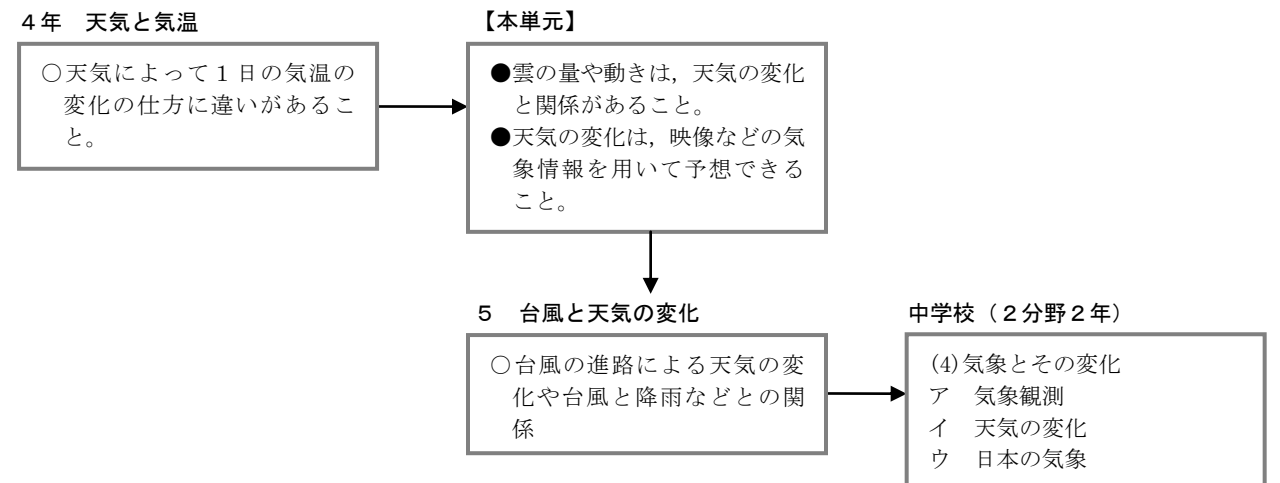 ４年　天気と気温
○天気によって１日の気温の
変化の仕方に違いがあるこ
と。
【本単元】
●雲の量や動きは，天気の変化
と関係があること。
●天気の変化は，映像などの気
象情報を用いて予想できる
こと。
５　台風と天気の変化
○台風の進路による天気の変
化や台風と降雨などとの関
係
中学校（２分野２年）
(4)気象とその変化
ア　気象観測
イ　天気の変化
ウ　日本の気象